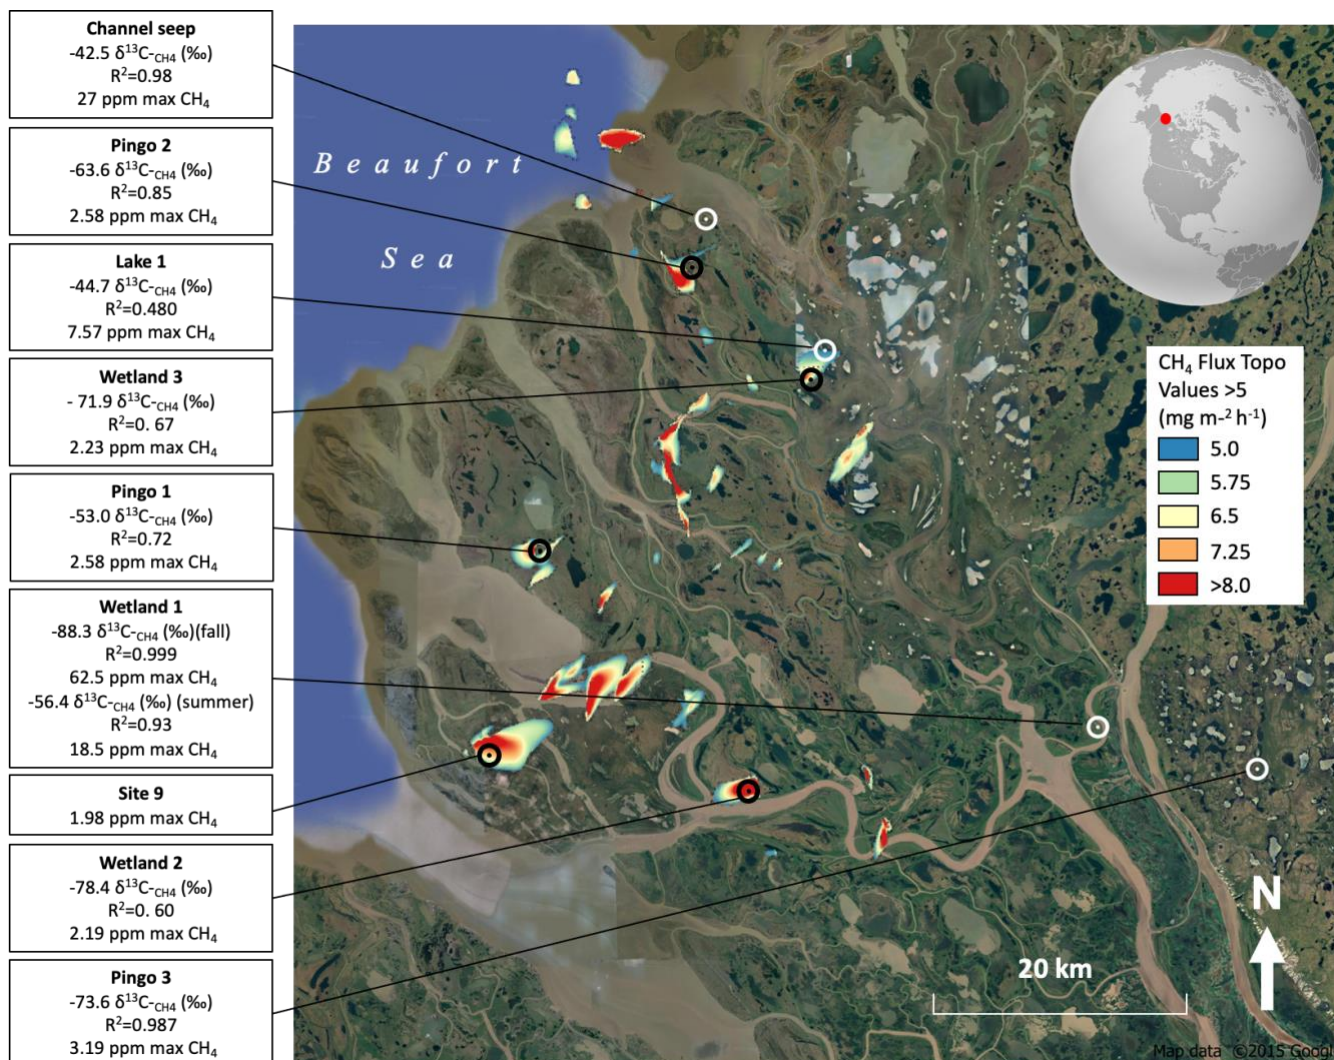 Channel seep
-42.5 δ¹³C-CH4 (‰)
R²=0.98
27 ppm max CH₄
Pingo 2
-63.6 δ¹³C-CH4 (‰)
R²=0.85
2.58 ppm max CH₄
Lake 1
-44.7 δ¹³C-CH4 (‰)
R²=0.480
7.57 ppm max CH₄
Wetland 3
- 71.9 δ¹³C-CH4 (‰)
R²=0. 67
2.23 ppm max CH₄
Pingo 1
-53.0 δ¹³C-CH4 (‰)
R²=0.72
2.58 ppm max CH₄
Wetland 1
-88.3 δ¹³C-CH4 (‰)(fall)
R²=0.999
62.5 ppm max CH₄
-56.4 δ¹³C-CH4 (‰) (summer)
R²=0.93
18.5 ppm max CH₄
Site 9
1.98 ppm max CH₄
Wetland 2
-78.4 δ¹³C-CH4 (‰)
R²=0. 60
2.19 ppm max CH₄
Pingo 3
-73.6 δ¹³C-CH4 (‰)
R²=0.987
3.19 ppm max CH₄
Beaufort
Sea
CH₄ Flux Topo
Values >5
(mg m-² h⁻¹)
5.0
5.75
6.5
7.25
>8.0
N
20 km
Map data ©2015 Googl